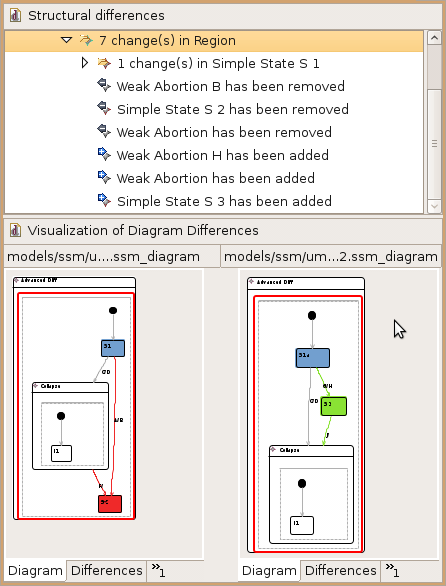 Structural differences
7 change(s) in Region
1 change(s) in Simple State S 1
Weak Abortion B has been removed
Simple State S 2 has been removed
Weak Abortion has been removed
Weak Abortion H has been added
Weak Abortion has been added
Simple State S 3 has been added
Visualization of Diagram Differences
models/ssm/u....ssm_diagram
models/ssm/um...2.ssm_diagram
Advanced Diff
Advanced Diff
S1
Collapse
I1
Collapse
I1
Diagram
Differences
»1
Diagram
Differences
»1